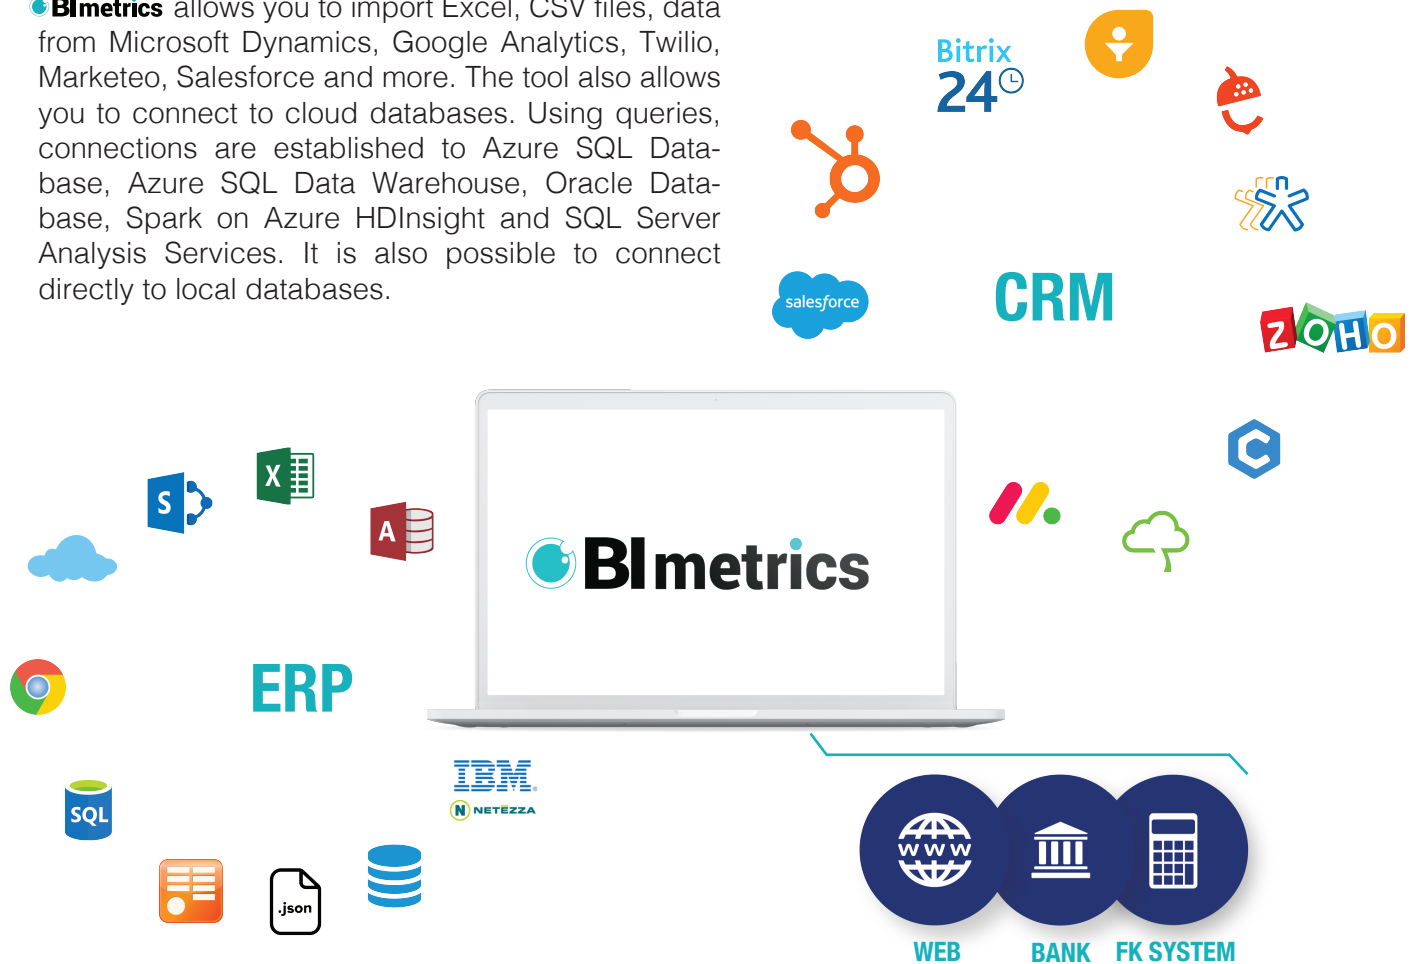 BImetrics allows you to import Excel, CSV files, data
from Microsoft Dynamics, Google Analytics, Twilio,
Marketeo, Salesforce and more. The tool also allows
you to connect to cloud databases. Using queries,
connections are established to Azure SQL Data-
base, Azure SQL Data Warehouse, Oracle Data-
base, Spark on Azure HDInsight and SQL Server
Analysis Services. It is also possible to connect
directly to local databases.
Bitrix
24
salesforce
CRM
ZOHO
C
S
X
A
BImetrics
ERP
SQL
.json
IBM.
N NETEZZA
WWW
WEB
BANK
FK SYSTEM